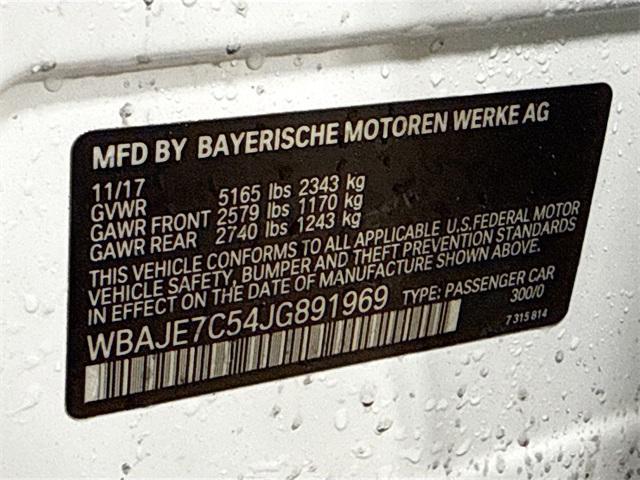 MFD BY BAYERISCHE MOTOREN WERKE AG
11/17
GVWR 5165 lbs 2343 kg
GAWR FRONT 2579 lbs 1170 kg
GAWR REAR 2740 lbs 1243 kg
THIS VEHICLE CONFORMS TO ALL APPLICABLE U.S.FEDERAL MOTOR
VEHICLE SAFETY, BUMPER AND THEFT PREVENTION STANDARDS
IN EFFECT ON THE DATE OF MANUFACTURE SHOWN ABOVE.
WBAJE7C54JG891969 TYPE: PASSENGER CAR
300/0
7 315 814